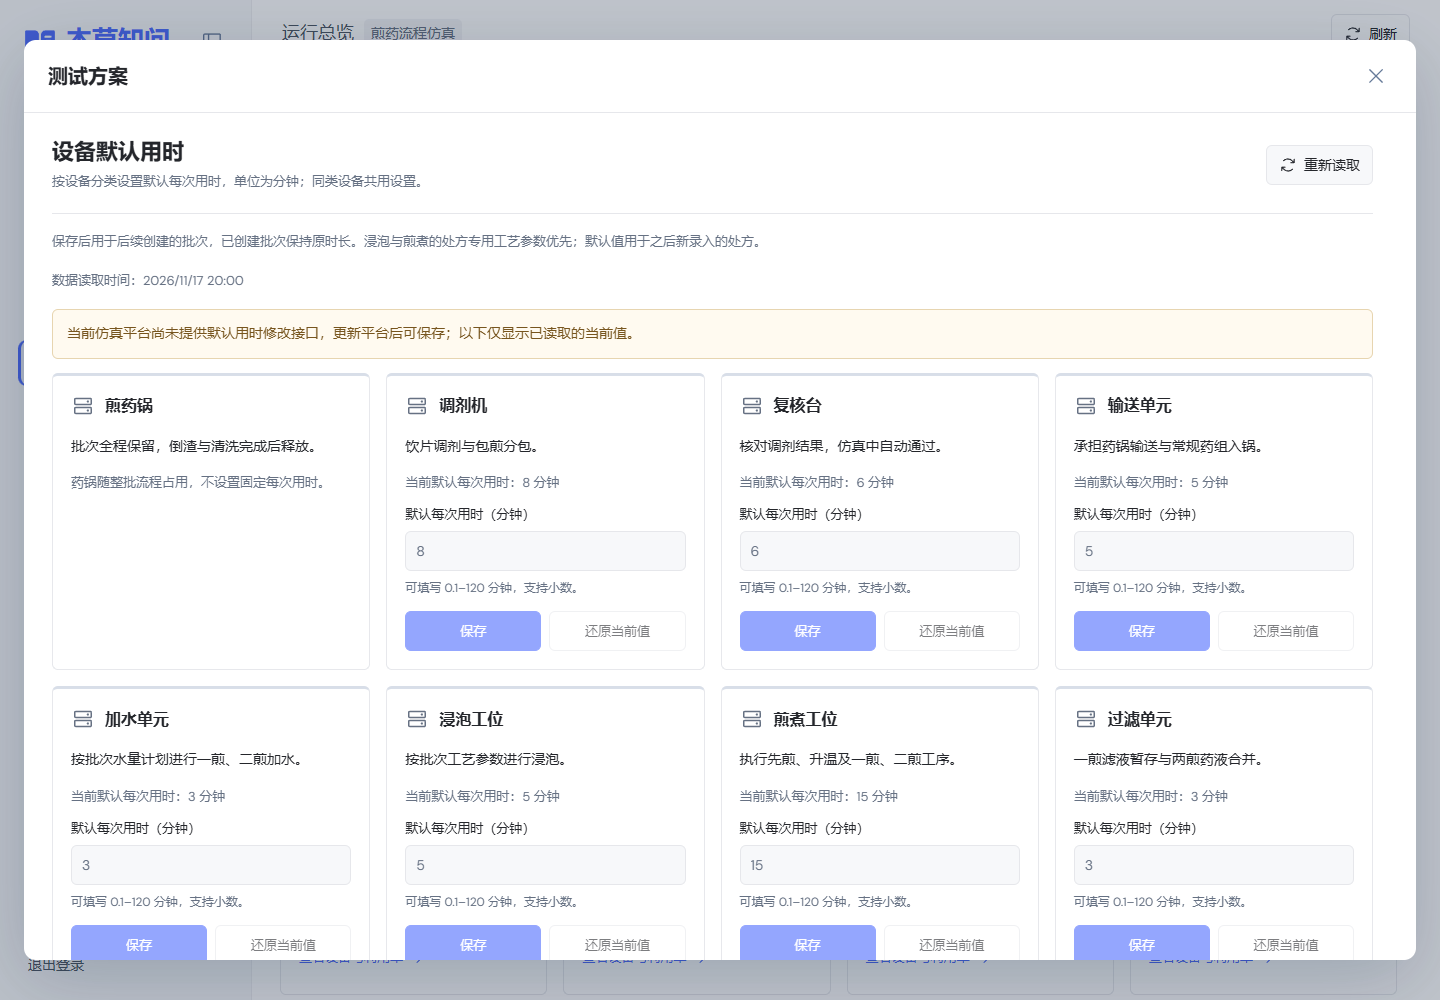 本草智问
运行总览
煎药流程仿真
刷新
测试方案
设备默认用时
按设备分类设置默认每次用时，单位为分钟；同类设备共用设置。
重新读取
保存后用于后续创建的批次，已创建批次保持原时长。浸泡与煎煮的处方专用工艺参数优先；默认值用于之后新录入的处方。
数据读取时间：2026/11/17 20:00
当前仿真平台尚未提供默认用时修改接口，更新平台后可保存；以下仅显示已读取的当前值。
煎药锅
批次全程保留，倒渣与清洗完成后释放。
药锅随整批流程占用，不设置固定每次用时。
调剂机
饮片调剂与包煎分包。
当前默认每次用时：8 分钟
默认每次用时（分钟）
8
可填写 0.1–120 分钟，支持小数。
保存
还原当前值
复核台
核对调剂结果，仿真中自动通过。
当前默认每次用时：6 分钟
默认每次用时（分钟）
6
可填写 0.1–120 分钟，支持小数。
保存
还原当前值
输送单元
承担药锅输送与常规药组入锅。
当前默认每次用时：5 分钟
默认每次用时（分钟）
5
可填写 0.1–120 分钟，支持小数。
保存
还原当前值
加水单元
按批次水量计划进行一煎、二煎加水。
当前默认每次用时：3 分钟
默认每次用时（分钟）
3
可填写 0.1–120 分钟，支持小数。
保存
还原当前值
浸泡工位
按批次工艺参数进行浸泡。
当前默认每次用时：5 分钟
默认每次用时（分钟）
5
可填写 0.1–120 分钟，支持小数。
保存
还原当前值
煎煮工位
执行先煎、升温及一煎、二煎工序。
当前默认每次用时：15 分钟
默认每次用时（分钟）
15
可填写 0.1–120 分钟，支持小数。
保存
还原当前值
过滤单元
一煎滤液暂存与两煎药液合并。
当前默认每次用时：3 分钟
默认每次用时（分钟）
3
可填写 0.1–120 分钟，支持小数。
保存
还原当前值
退出登录